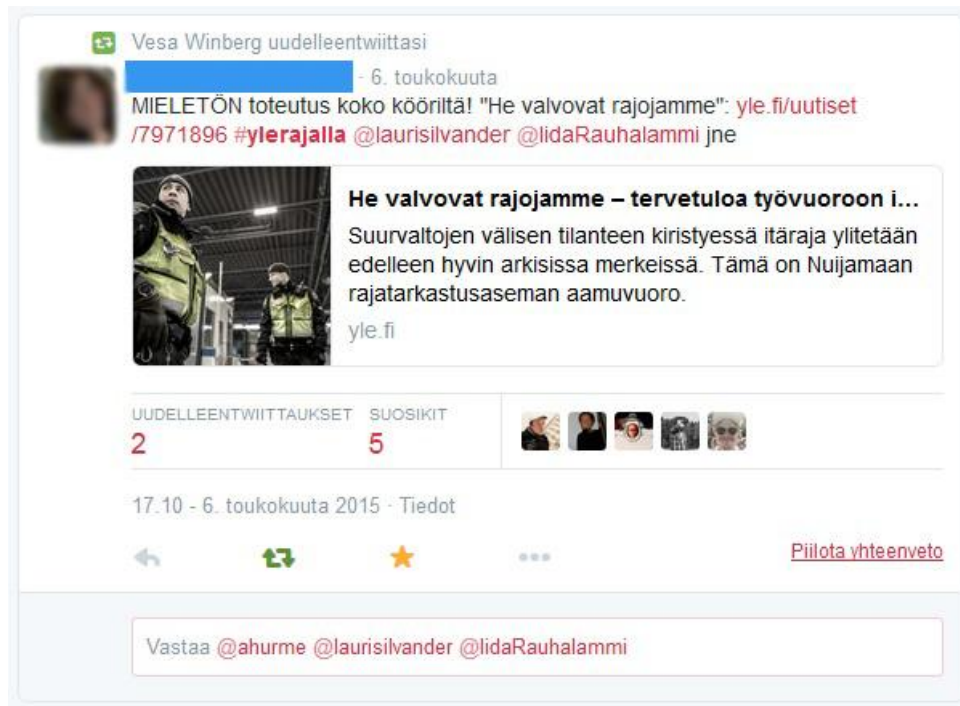 Vesa Winberg uudelleentwiittasi
· 6. toukokuuta
MIELETÖN toteutus koko kööriltä! "He valvovat rajojamme": yle.fi/uutiset
/7971896 #ylerajalla @laurisilvander @IidaRauhalammi jne
He valvovat rajojamme – tervetuloa työvuoroon i...
Suurvaltojen välisen tilanteen kiristyessä itäraja ylitetään
edelleen hyvin arkisissa merkeissä. Tämä on Nuijamaan
rajatarkastusaseman aamuvuoro.
yle.fi
UUDELLEENTWIITTAUKSET SUOSIKIT
2 5
17.10 - 6. toukokuuta 2015 · Tiedot
Piilota yhteenveto
Vastaa @ahurme @laurisilvander @IidaRauhalammi